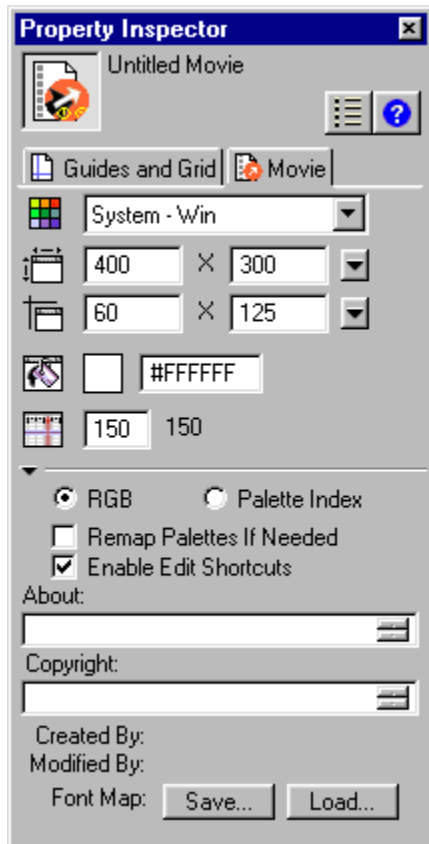 Property Inspector
Untitled Movie
Guides and Grid Movie
System - Win
400 X 300
60 X 125
#FFFFFF
150 150
RGB Palette Index
Remap Palettes If Needed
Enable Edit Shortcuts
About:
Copyright:
Created By:
Modified By:
Font Map: Save... Load...